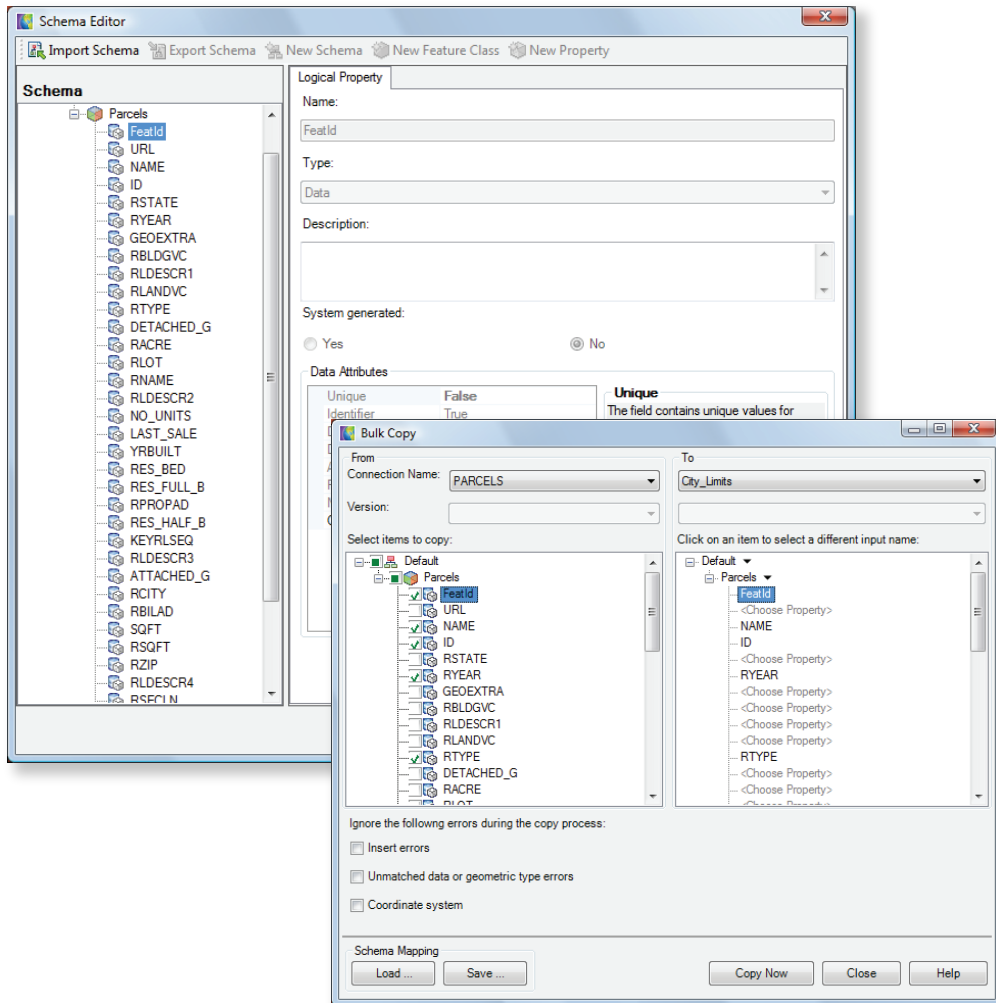 Schema Editor
Import Schema Export Schema New Schema New Feature Class New Property
Schema
Parcels
FeatId
URL
NAME
ID
RSTATE
RYEAR
GEOEXTRA
RBLDGVC
RLDESCR1
RLANDVC
RTYPE
DETACHED_G
RACRE
RLOT
RNAME
RLDESCR2
NO_UNITS
LAST_SALE
YRBUILT
RES_BED
RES_FULL_B
RPROPAD
RES_HALF_B
KEYRLSEQ
RLDESCR3
ATTACHED_G
RCITY
RBILAD
SQFT
RSQFT
RZIP
RLDESCR4
RSECLN
Logical Property
Name:
FeatId
Type:
Data
Description:
System generated:
Yes No
Data Attributes
Unique False
Identifier True
Unique
The field contains unique values for
Bulk Copy
From
Connection Name: PARCELS
Version:
Select items to copy:
Default
Parcels
FeatId
URL
NAME
ID
RSTATE
RYEAR
GEOEXTRA
RBLDGVC
RLDESCR1
RLANDVC
RTYPE
DETACHED_G
RACRE
RLOT
To
City_Limits
Click on an item to select a different input name:
Default
Parcels
FeatId
<Choose Property>
NAME
ID
<Choose Property>
RYEAR
<Choose Property>
<Choose Property>
<Choose Property>
<Choose Property>
RTYPE
<Choose Property>
<Choose Property>
<Choose Property>
Ignore the followng errors during the copy process:
Insert errors
Unmatched data or geometric type errors
Coordinate system
Schema Mapping
Load ... Save ... Copy Now Close Help